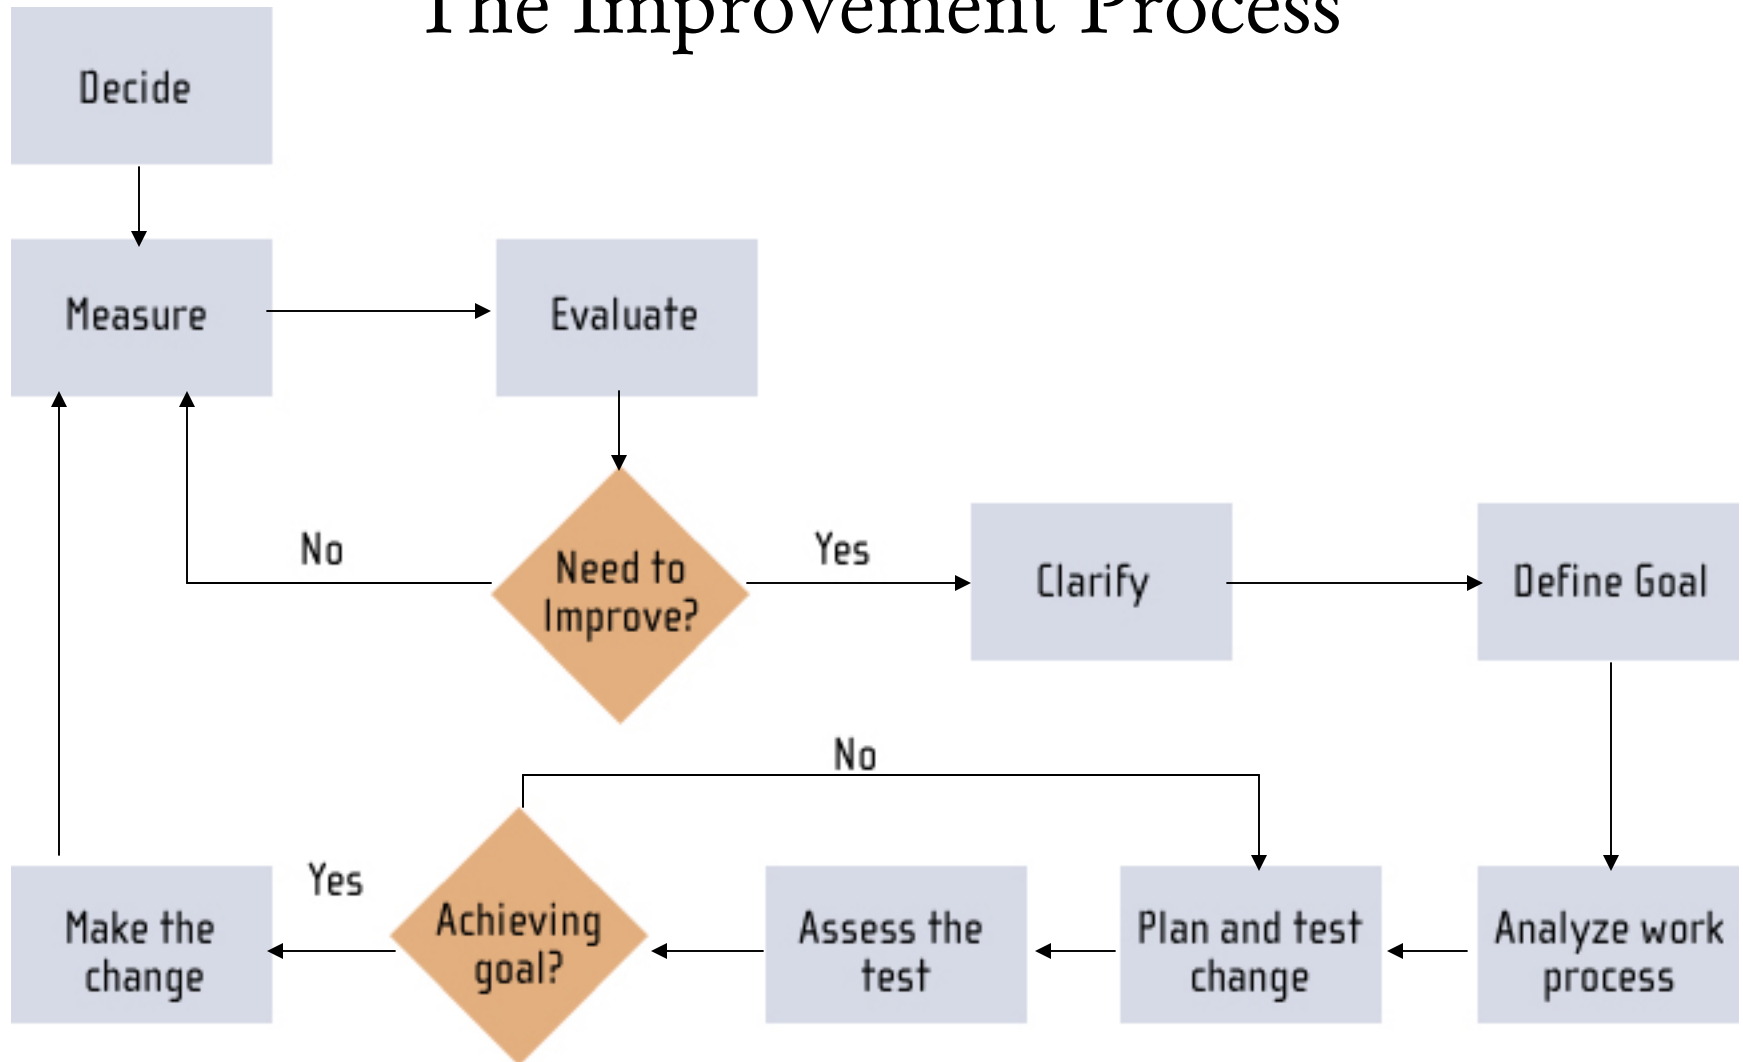 The Improvement Process
Decide
Measure
Evaluate
No
Need to
Improve?
Yes
Clarify
Define Goal
No
Yes
Make the
change
Achieving
goal?
Assess the
test
Plan and test
change
Analyze work
process